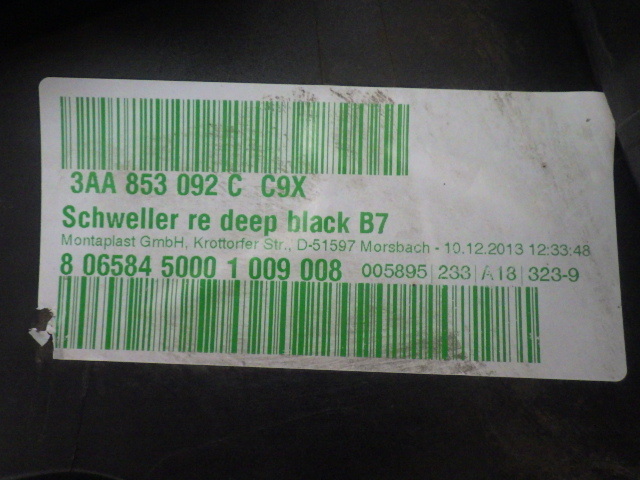 3AA 853 092 C C9X
Schweller re deep black B7
Montaplast GmbH, Krottorfer Str., D-51597 Morsbach - 10.12.2013 12:33:48
8 06584 5000 1 009 008 005895 | 233 | A18 | 323-9